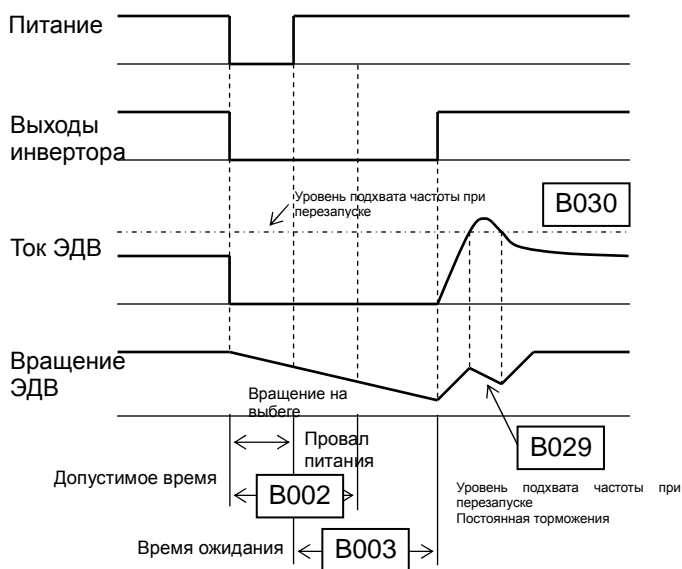 Питание
Выходы
инвертора
Уровень подхвата частоты при
перезапуске
B030
Ток ЭДВ
Вращение
ЭДВ
Вращение на
выбеге
Провал
питания
B029
Допустимое время
B002
Уровень подхвата частоты при
перезапуске
Постоянная торможения
Время ожидания
B003